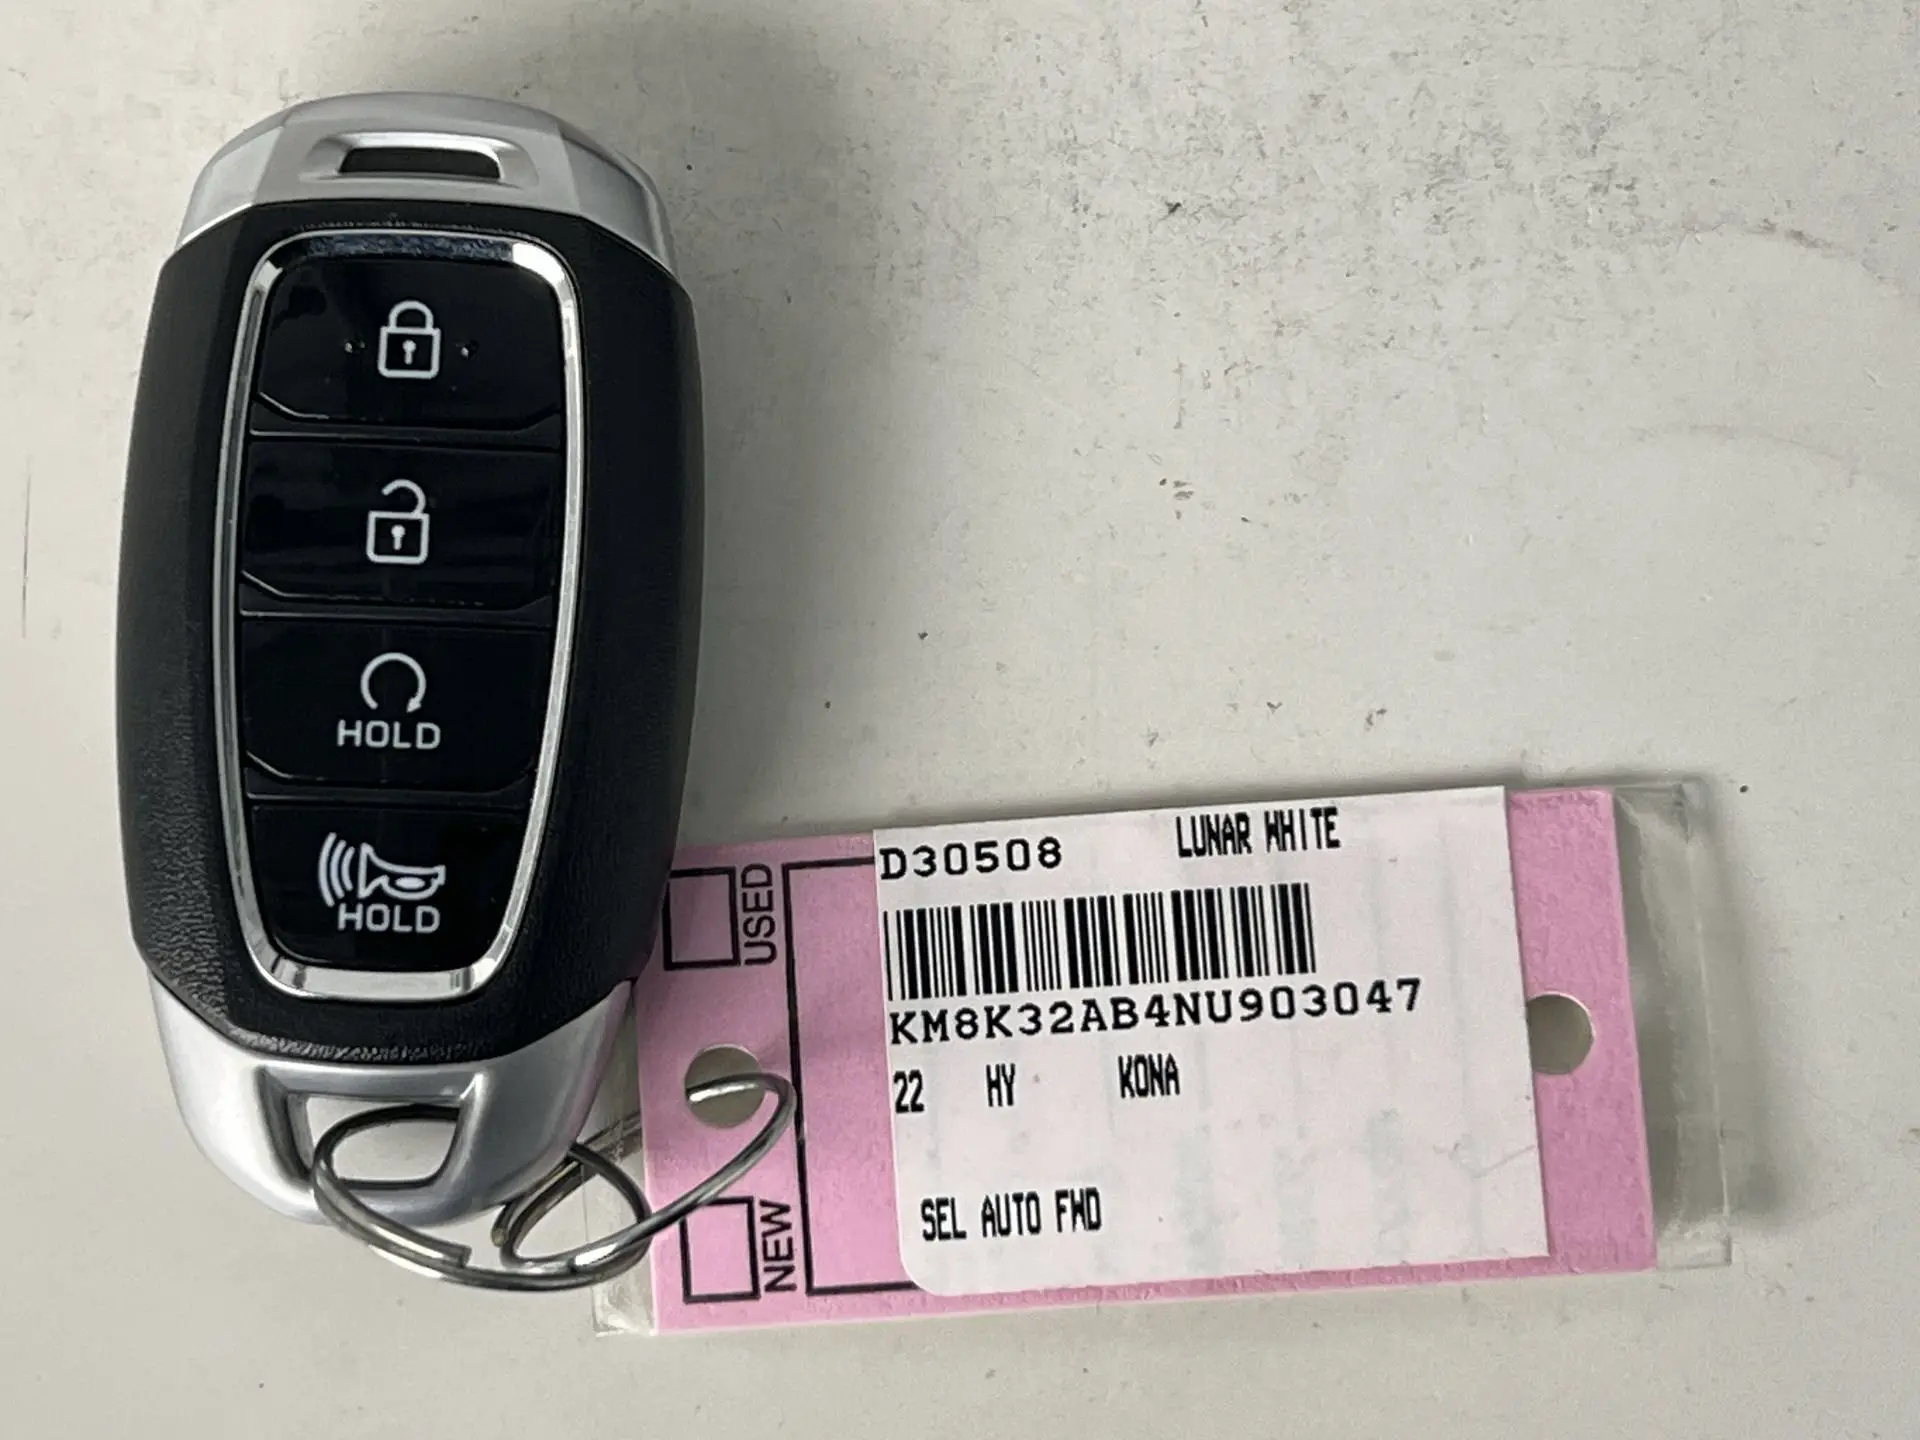 HOLD
HOLD
USED
NEW
D30508 LUNAR WHITE
KM8K32AB4NU903047
22 HY KONA
SEL AUTO FWD